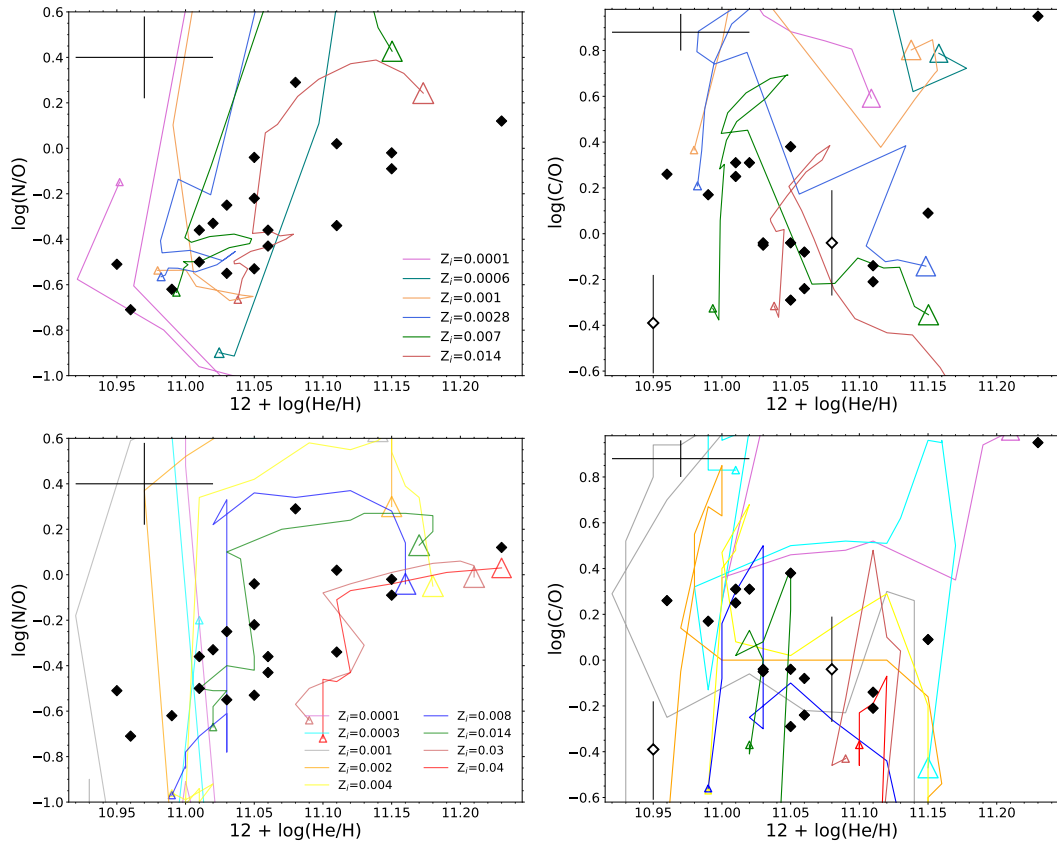 0.6
0.4
0.2
0.0
−0.2
−0.4
−0.6
−0.8
−1.0
log(N/O)
10.95 11.00 11.05 11.10 11.15 11.20
12 + log(He/H)
Z_i=0.0001
Z_i=0.0006
Z_i=0.001
Z_i=0.0028
Z_i=0.007
Z_i=0.014
0.8
0.6
0.4
0.2
0.0
−0.2
−0.4
−0.6
log(C/O)
10.95 11.00 11.05 11.10 11.15 11.20
12 + log(He/H)
0.6
0.4
0.2
0.0
−0.2
−0.4
−0.6
−0.8
−1.0
log(N/O)
10.95 11.00 11.05 11.10 11.15 11.20
12 + log(He/H)
Z_i=0.0001
Z_i=0.0003
Z_i=0.001
Z_i=0.002
Z_i=0.004
Z_i=0.008
Z_i=0.014
Z_i=0.03
Z_i=0.04
0.8
0.6
0.4
0.2
0.0
−0.2
−0.4
−0.6
log(C/O)
10.95 11.00 11.05 11.10 11.15 11.20
12 + log(He/H)